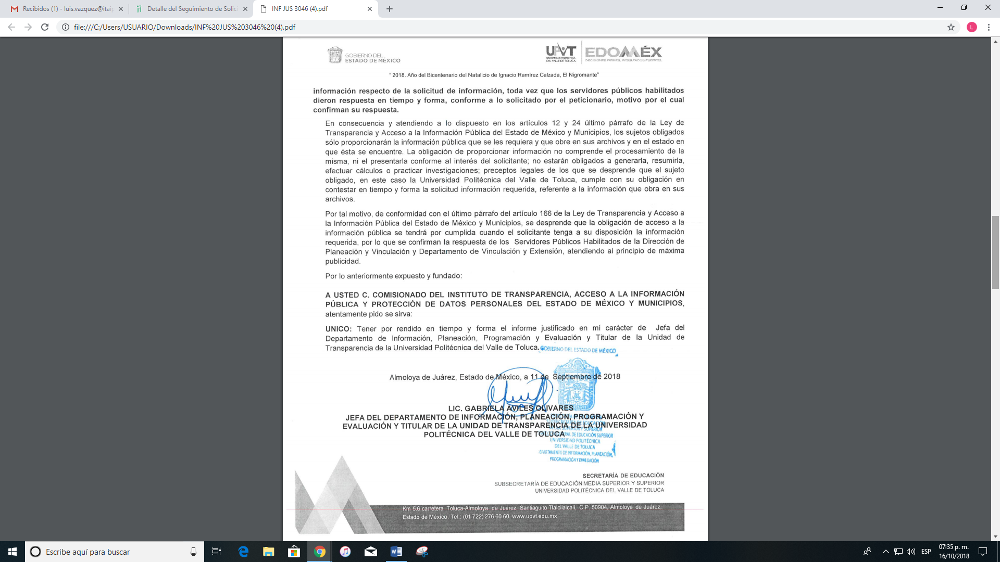 Recibidos (1) - luis.vazquez@itaip
Detalle del Seguimiento de Solici
INF JUS 3046 (4).pdf
file:///C:/Users/USUARIO/Downloads/INF%20JUS%203046%20(4).pdf
L
GOBIERNO DEL
ESTADO DE MÉXICO
UPVT
UNIVERSIDAD POLITÉCNICA
DEL VALLE DE TOLUCA
EDOMÉX
DECISIONES FIRMES, RESULTADOS FUERTES.
" 2018. Año del Bicentenario del Natalicio de Ignacio Ramírez Calzada, El Nigromante"
información respecto de la solicitud de información, toda vez que los servidores públicos habilitados
dieron respuesta en tiempo y forma, conforme a lo solicitado por el peticionario, motivo por el cual
confirman su respuesta.
En consecuencia y atendiendo a lo dispuesto en los artículos 12 y 24 último párrafo de la Ley de
Transparencia y Acceso a la Información Pública del Estado de México y Municipios, los sujetos obligados
sólo proporcionarán la información pública que se les requiera y que obre en sus archivos y en el estado en
que ésta se encuentre. La obligación de proporcionar información no comprende el procesamiento de la
misma, ni el presentarla conforme al interés del solicitante; no estarán obligados a generarla, resumirla,
efectuar cálculos o practicar investigaciones; preceptos legales de los que se desprende que el sujeto
obligado, en este caso la Universidad Politécnica del Valle de Toluca, cumple con su obligación en
contestar en tiempo y forma la solicitud información requerida, referente a la información que obra en sus
archivos.
Por tal motivo, de conformidad con el último párrafo del artículo 166 de la Ley de Transparencia y Acceso a
la Información Pública del Estado de México y Municipios, se desprende que la obligación de acceso a la
información pública se tendrá por cumplida cuando el solicitante tenga a su disposición la información
requerida, por lo que se confirman la respuesta de los Servidores Públicos Habilitados de la Dirección de
Planeación y Vinculación y Departamento de Vinculación y Extensión, atendiendo al principio de máxima
publicidad.
Por lo anteriormente expuesto y fundado:
A USTED C. COMISIONADO DEL INSTITUTO DE TRANSPARENCIA, ACCESO A LA INFORMACIÓN
PÚBLICA Y PROTECCIÓN DE DATOS PERSONALES DEL ESTADO DE MÉXICO Y MUNICIPIOS,
atentamente pido se sirva:
UNICO: Tener por rendido en tiempo y forma el informe justificado en mi carácter de Jefa del
Departamento de Información, Planeación, Programación y Evaluación y Titular de la Unidad de
Transparencia de la Universidad Politécnica del Valle de Toluca.
GOBIERNO DEL ESTADO DE MÉXICO
Almoloya de Juárez, Estado de México, a 11 de Septiembre de 2018
LIC. GABRIELA AVILES OLIVARES
JEFA DEL DEPARTAMENTO DE INFORMACIÓN, PLANEACIÓN, PROGRAMACIÓN Y
EVALUACIÓN Y TITULAR DE LA UNIDAD DE TRANSPARENCIA DE LA UNIVERSIDAD
POLITÉCNICA DEL VALLE DE TOLUCA
SUBSECRETARÍA DE EDUCACIÓN
MEDIA SUPERIOR Y SUPERIOR
GENERAL DE EDUCACIÓN SUPERIOR
UNIVERSIDAD POLITÉCNICA
DEL VALLE DE TOLUCA
EPARTAMENTO DE INFORMACIÓN, PLANEACIÓN,
PROGRAMACIÓN Y EVALUACIÓN
SECRETARÍA DE EDUCACIÓN
SUBSECRETARÍA DE EDUCACIÓN MEDIA SUPERIOR Y SUPERIOR
UNIVERSIDAD POLITÉCNICA DEL VALLE DE TOLUCA
Km 5.6 carretera Toluca-Almoloya de Juárez, Santiaguito Tlalcilalcali, C.P. 50904, Almoloya de Juárez,
Estado de México. Tel.: (01 722) 276 60 60. www.upvt.edu.mx
Escribe aquí para buscar
ESP
07:35 p. m.
16/10/2018